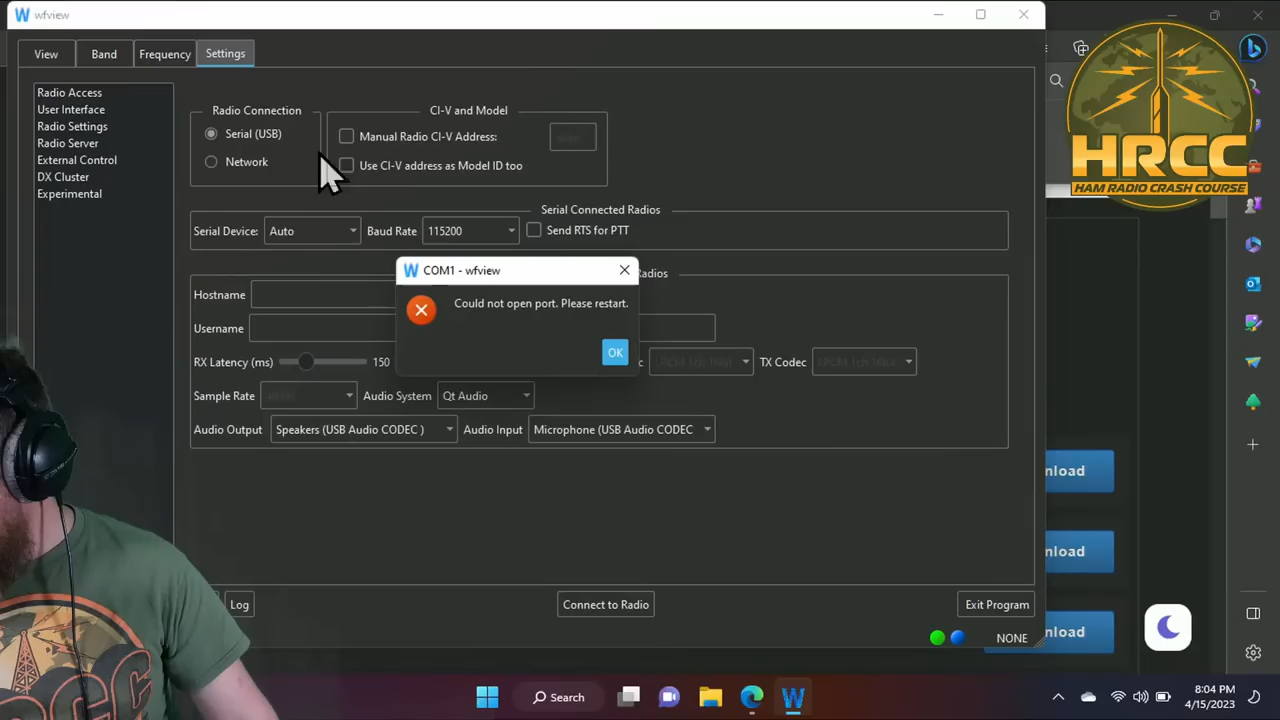 wfview
View
Band
Frequency
Settings
Radio Access
User Interface
Radio Settings
Radio Server
External Control
DX Cluster
Experimental
Radio Connection
Serial (USB)
Network
CI-V and Model
Manual Radio CI-V Address:
Use CI-V address as Model ID too
Serial Connected Radios
Serial Device:
Auto
Baud Rate
115200
Send RTS for PTT
Radios
COM1 - wfview
Could not open port. Please restart.
OK
Hostname
Username
RX Latency (ms)
150
TX Codec
Sample Rate
Audio System
Qt Audio
Audio Output
Speakers (USB Audio CODEC )
Audio Input
Microphone (USB Audio CODEC
Log
Connect to Radio
Exit Program
NONE
HRCC
HAM RADIO CRASH COURSE
nload
nload
nload
HRCC
Search
8:04 PM
4/15/2023